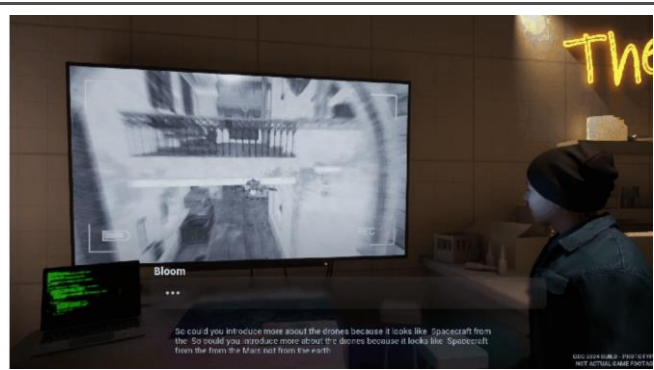 The
REC
Bloom
...
So could you introduce more about the drones because it looks like Spacecraft from
the So could you introduce more about the drones because it looks like Spacecraft
from the from the Mars not from the earth
GDC 2024 BUILD - PROTOTYP
NOT ACTUAL GAME FOOTAG